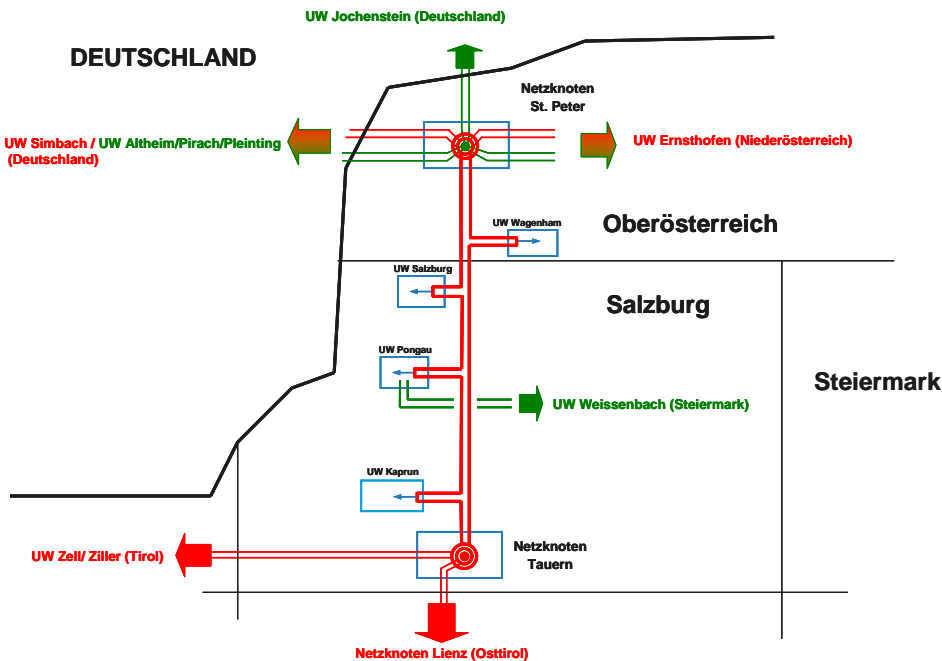 UW Jochenstein (Deutschland)
DEUTSCHLAND
Netzknoten
St. Peter
UW Simbach / UW Altheim/Pirach/Pleinting
(Deutschland)
UW Ernsthofen (Niederösterreich)
UW Wagenham
Oberösterreich
UW Salzburg
Salzburg
UW Pongau
Steiermark
UW Weissenbach (Steiermark)
UW Kaprun
Netzknoten
Tauern
UW Zell/ Ziller (Tirol)
Netzknoten Lienz (Osttirol)